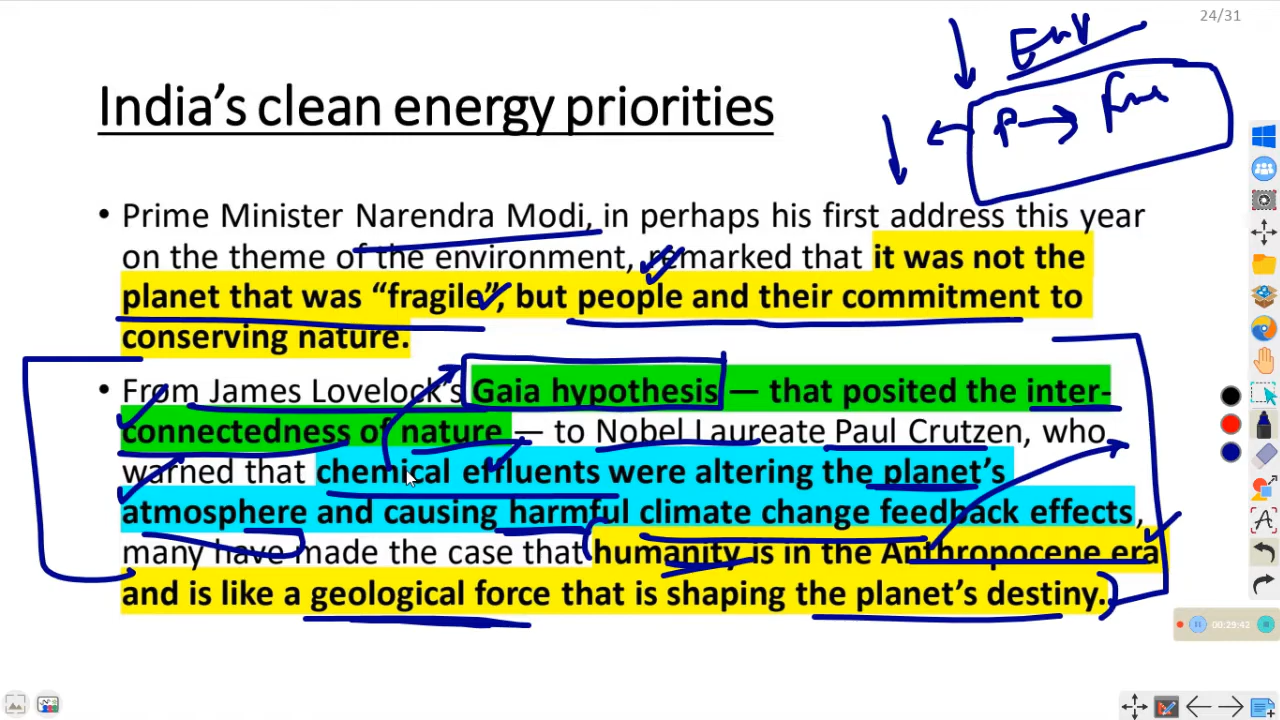 24/31
Env
India's clean energy priorities
P → 
• Prime Minister Narendra Modi, in perhaps his first address this year
on the theme of the environment, remarked that it was not the
planet that was “fragile”, but people and their commitment to
conserving nature.
• From James Lovelock's Gaia hypothesis — that posited the inter-
connectedness of nature — to Nobel Laureate Paul Crutzen, who
warned that chemical effluents were altering the planet's
atmosphere and causing harmful climate change feedback effects,
many have made the case that humanity is in the Anthropocene era
and is like a geological force that is shaping the planet's destiny.
00:29:42